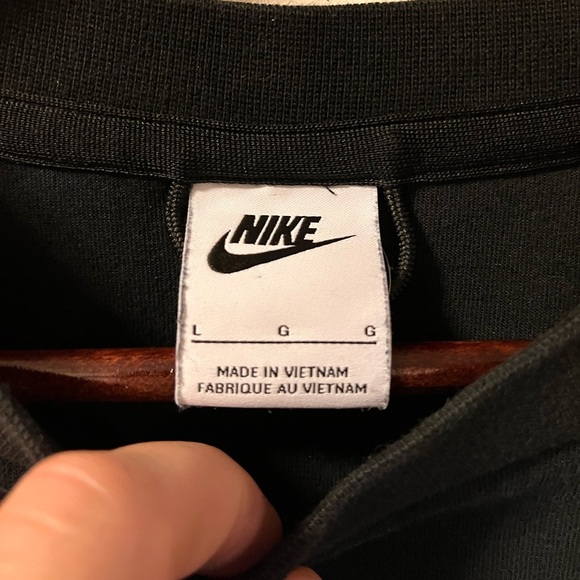 NIKE
L G G
MADE IN VIETNAM
FABRIQUE AU VIETNAM